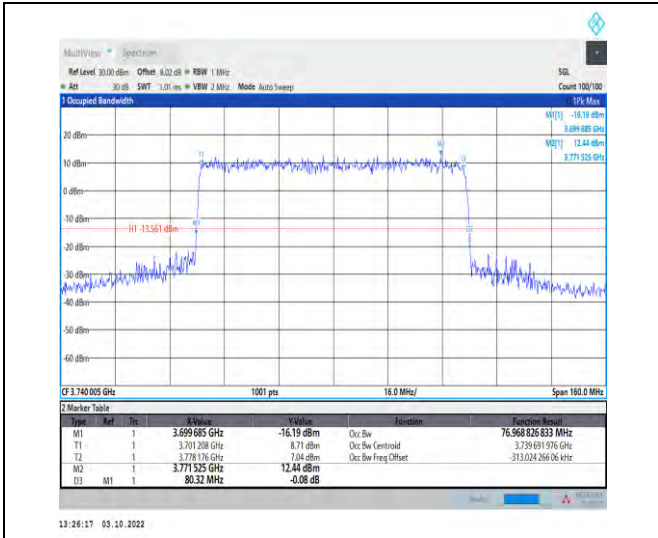 MultiView Spectrum
Ref Level 30.00 dBm Offset 8.02 dB RBW 1 MHz SGL
Att 30 dB SWT 1.01 ms VBW 2 MHz Mode Auto Sweep Count 100/100
1 Occupied Bandwidth 1Pk Max
M1[1] -16.19 dBm
3.699 685 GHz
20 dBm
M2[1] 12.44 dBm
3.771 525 GHz
M2
T1
10 dBm
0 dBm
-10 dBm
H1 -13.561 dBm
M1
D3
-30 dBm
-40 dBm
-50 dBm
-60 dBm
CF 3.740 005 GHz 1001 pts 16.0 MHz/ Span 160.0 MHz
2 Marker Table
Type Ref Trc X-Value Y-Value Function Function Result
M1 1 3.699 685 GHz -16.19 dBm Occ Bw 76.968 826 833 MHz
T1 1 3.701 208 GHz 8.71 dBm Occ Bw Centroid 3.739 691 976 GHz
T2 1 3.778 176 GHz 7.04 dBm Occ Bw Freq Offset -313.024 266 06 kHz
M2 1 3.771 525 GHz 12.44 dBm
D3 M1 1 80.32 MHz -0.08 dB
13:26:17 03.10.2022